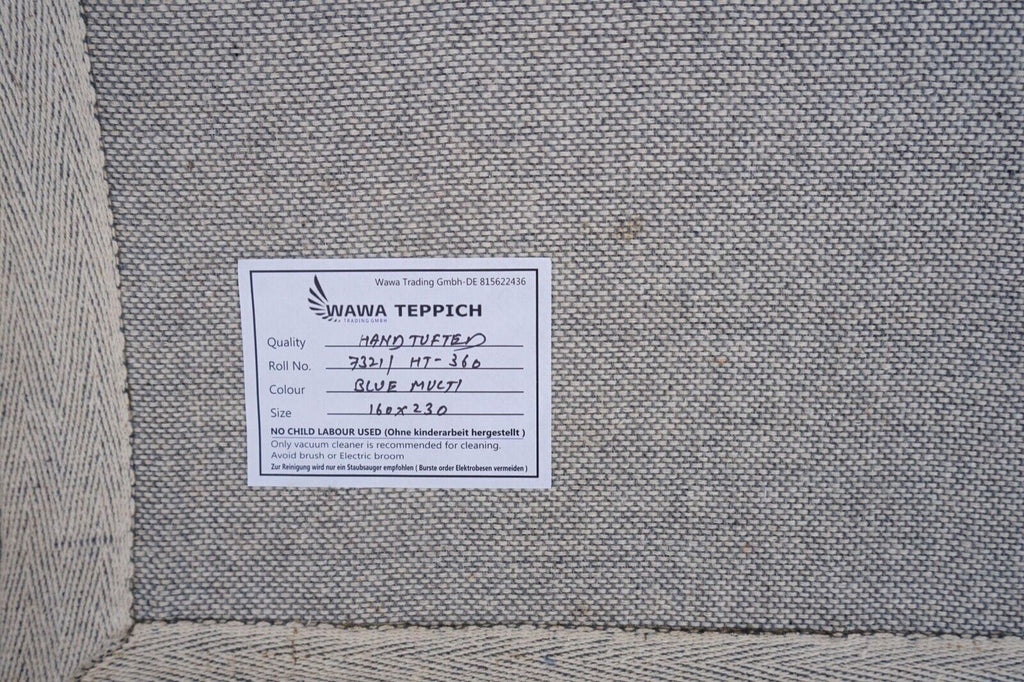 Wawa Trading Gmbh-DE 815622436
WAWA TEPPICH
TRADING GMBH
Quality HAND TUFTED
Roll No. 7321/ HT-360
Colour BLUE MULTI
Size 160x230
NO CHILD LABOUR USED (Ohne kinderarbeit hergestellt )
Only vacuum cleaner is recommended for cleaning.
Avoid brush or Electric broom
Zur Reinigung wird nur ein Staubsauger empfohlen ( Burste order Elektrobesen vermeiden )